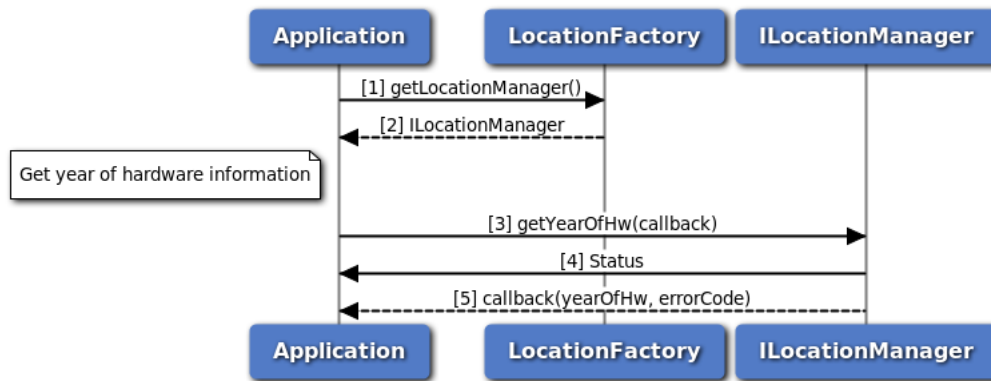 Application LocationFactory ILocationManager
[1] getLocationManager()
[2] ILocationManager
Get year of hardware information
[3] getYearOfHw(callback)
[4] Status
[5] callback(yearOfHw, errorCode)
Application LocationFactory ILocationManager